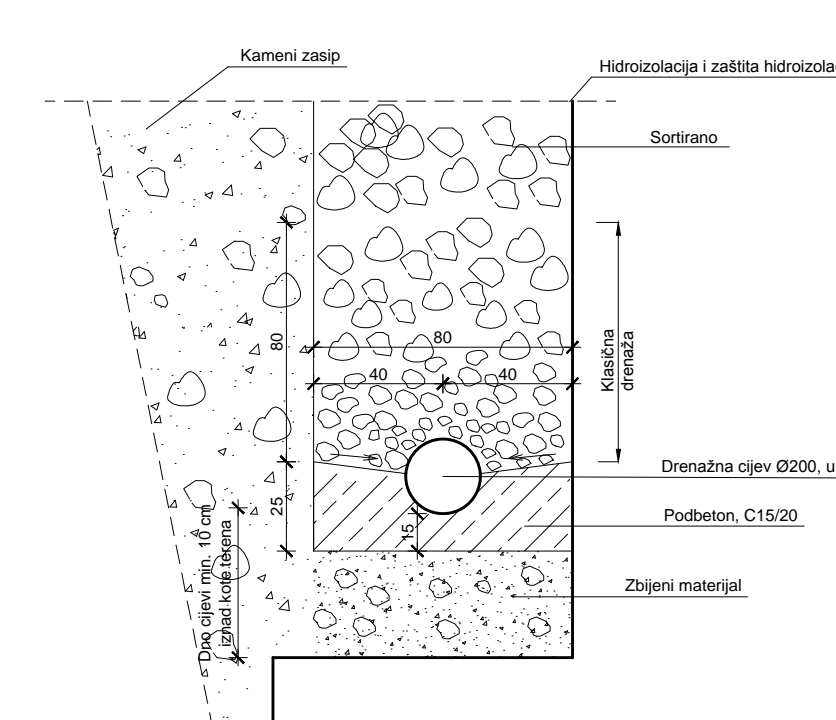 Kameni zasip
Hidroizolacija i zaštita hidroizola
Sortirano
80
80
40
40
Klasična
drenaža
Drenažna cijev Ø200, u
25
15
Podbeton, C15/20
Dno cijevi min. 10 cm
iznad kote terena
Zbijeni materijal